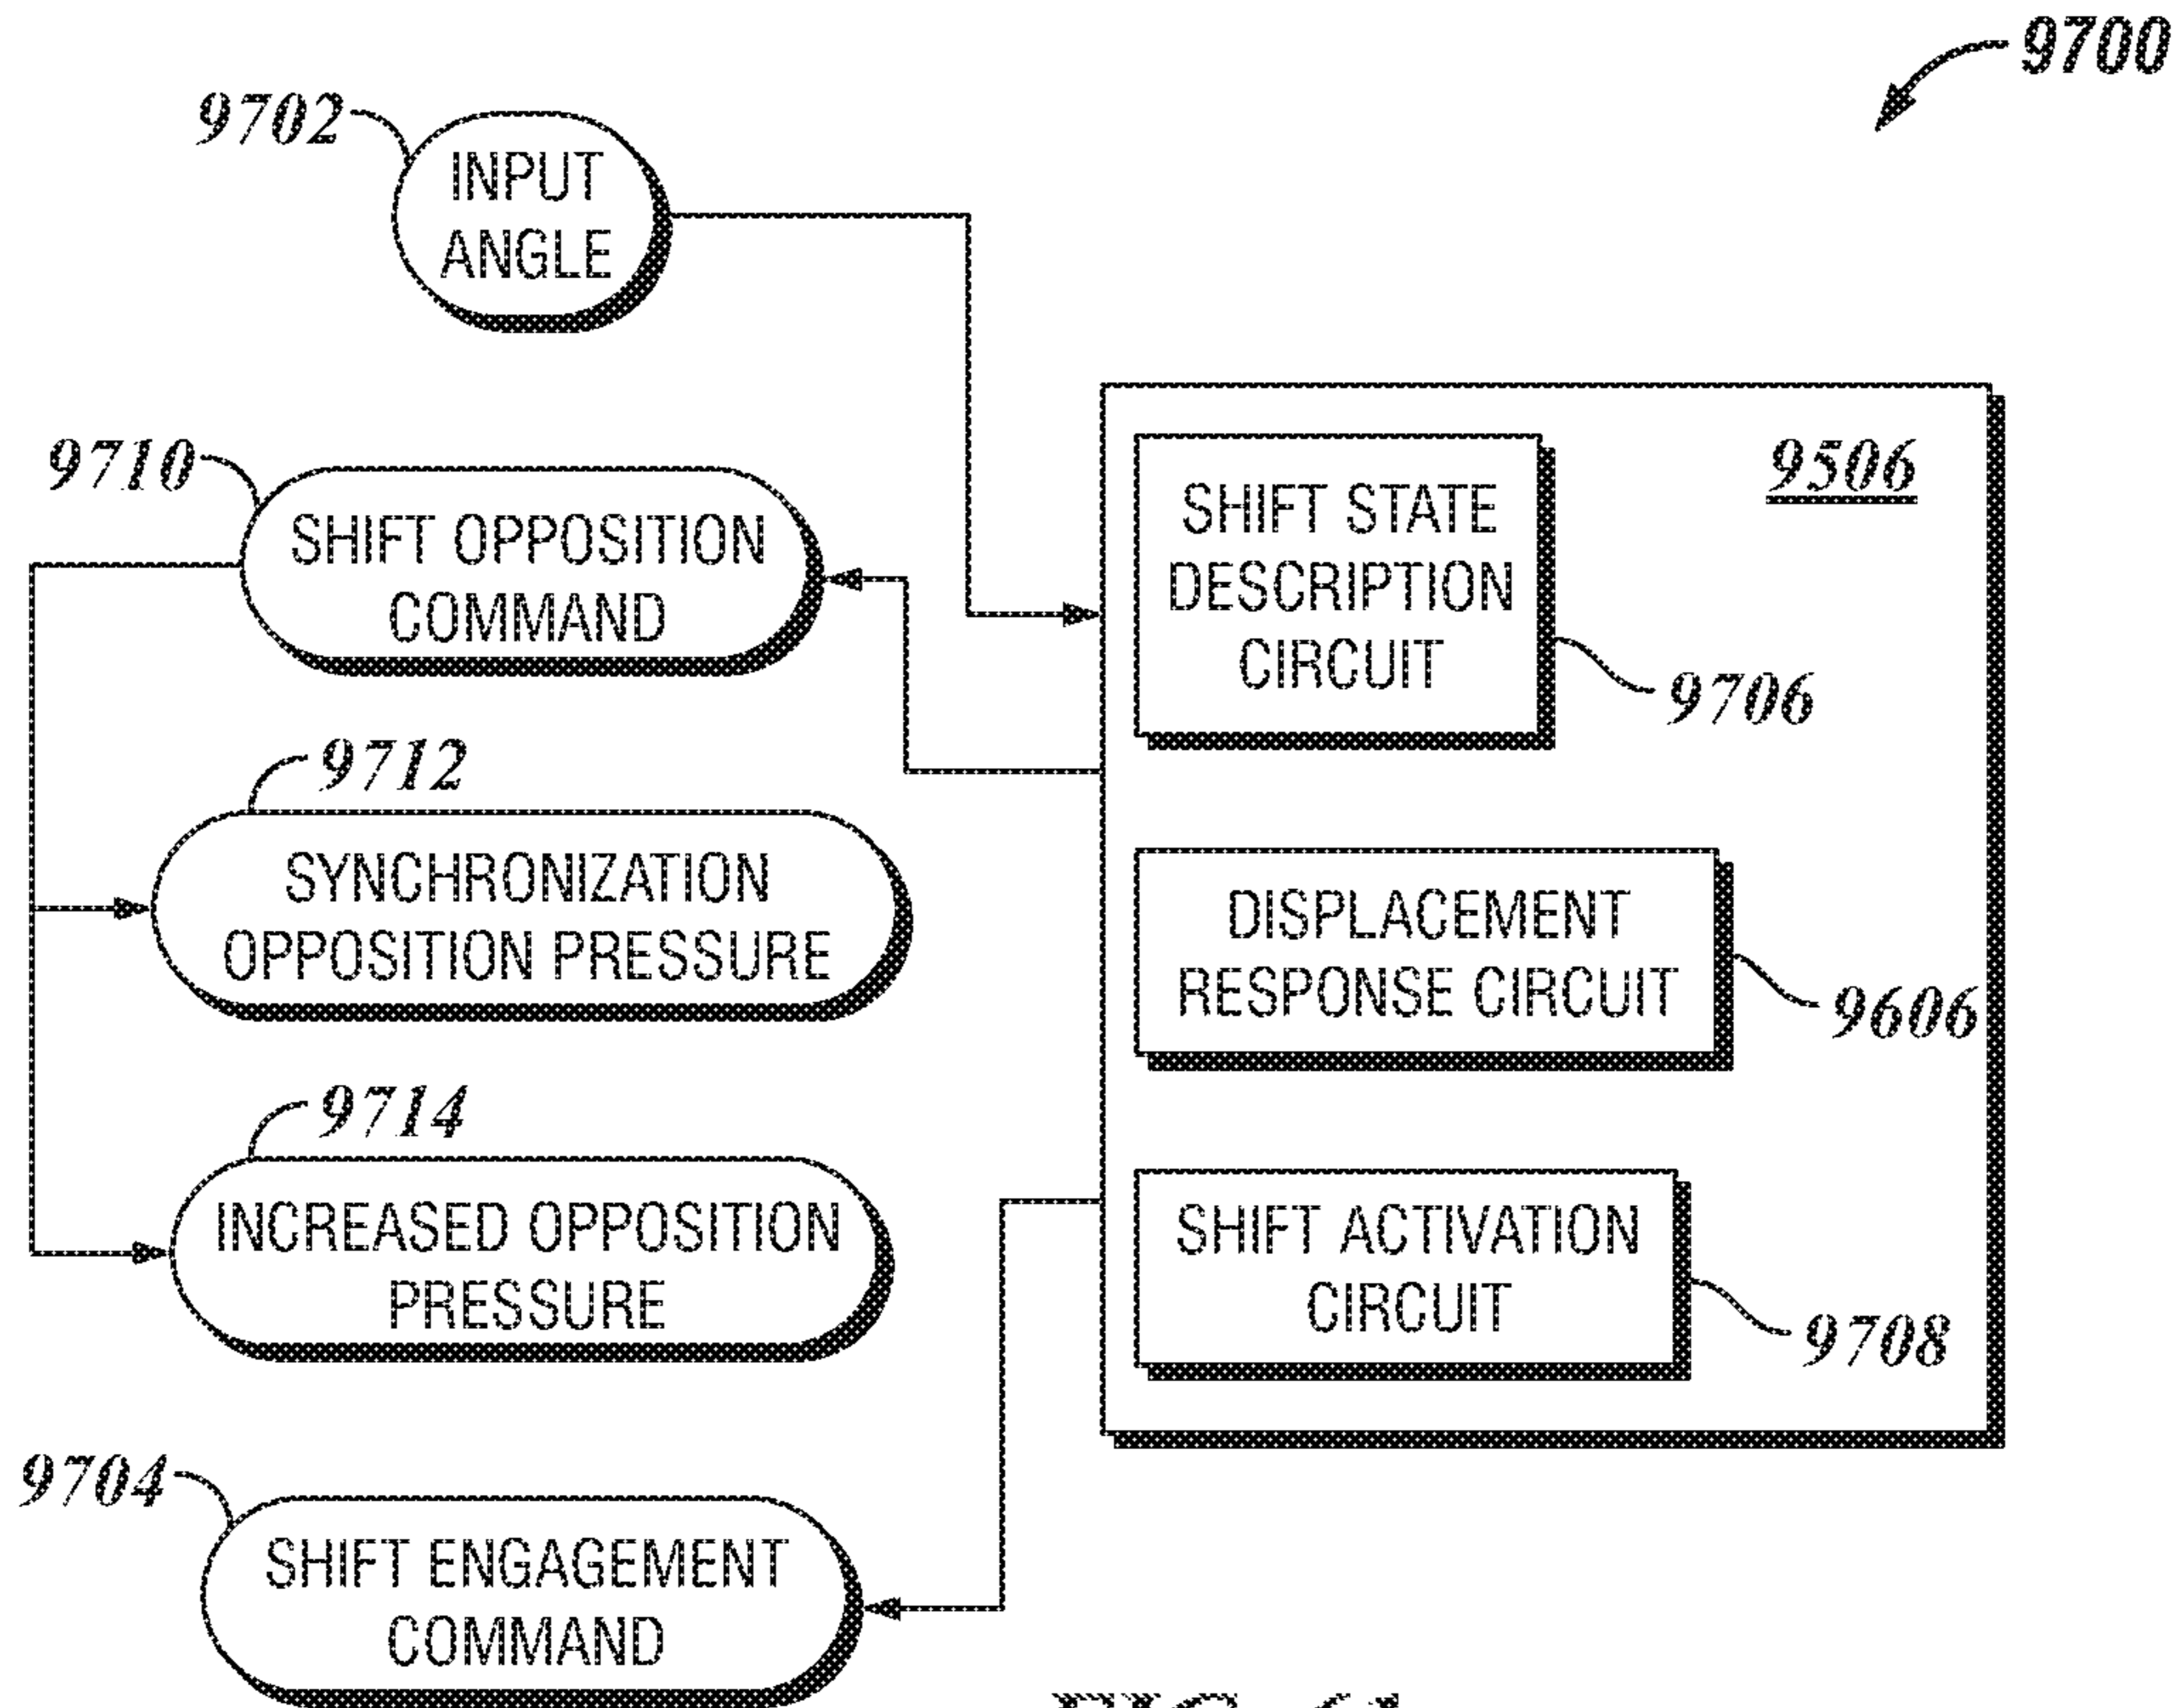 9700
9702
INPUT
ANGLE
9710
SHIFT OPPOSITION
COMMAND
9712
SYNCHRONIZATION
OPPOSITION PRESSURE
9714
INCREASED OPPOSITION
PRESSURE
9704
SHIFT ENGAGEMENT
COMMAND
9506
SHIFT STATE
DESCRIPTION
CIRCUIT
9706
DISPLACEMENT
RESPONSE CIRCUIT
9606
SHIFT ACTIVATION
CIRCUIT
9708